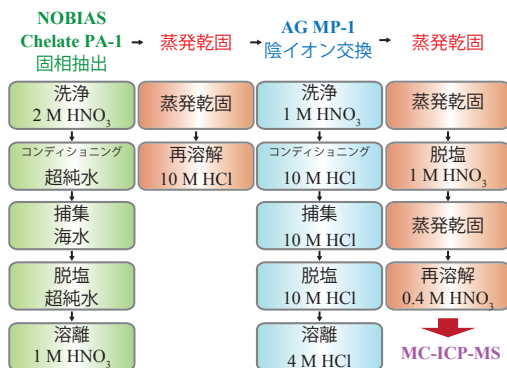 NOBIAS
Chelate PA-1
固相抽出
蒸発乾固
AG MP-1
陰イオン交換
蒸発乾固
洗浄
2 M HNO3
コンディショニング
超純水
捕集
海水
脱塩
超純水
溶離
1 M HNO3
蒸発乾固
再溶解
10 M HCl
洗浄
1 M HNO3
コンディショニング
10 M HCl
捕集
10 M HCl
脱塩
10 M HCl
溶離
4 M HCl
蒸発乾固
脱塩
1 M HNO3
蒸発乾固
再溶解
0.4 M HNO3
MC-ICP-MS